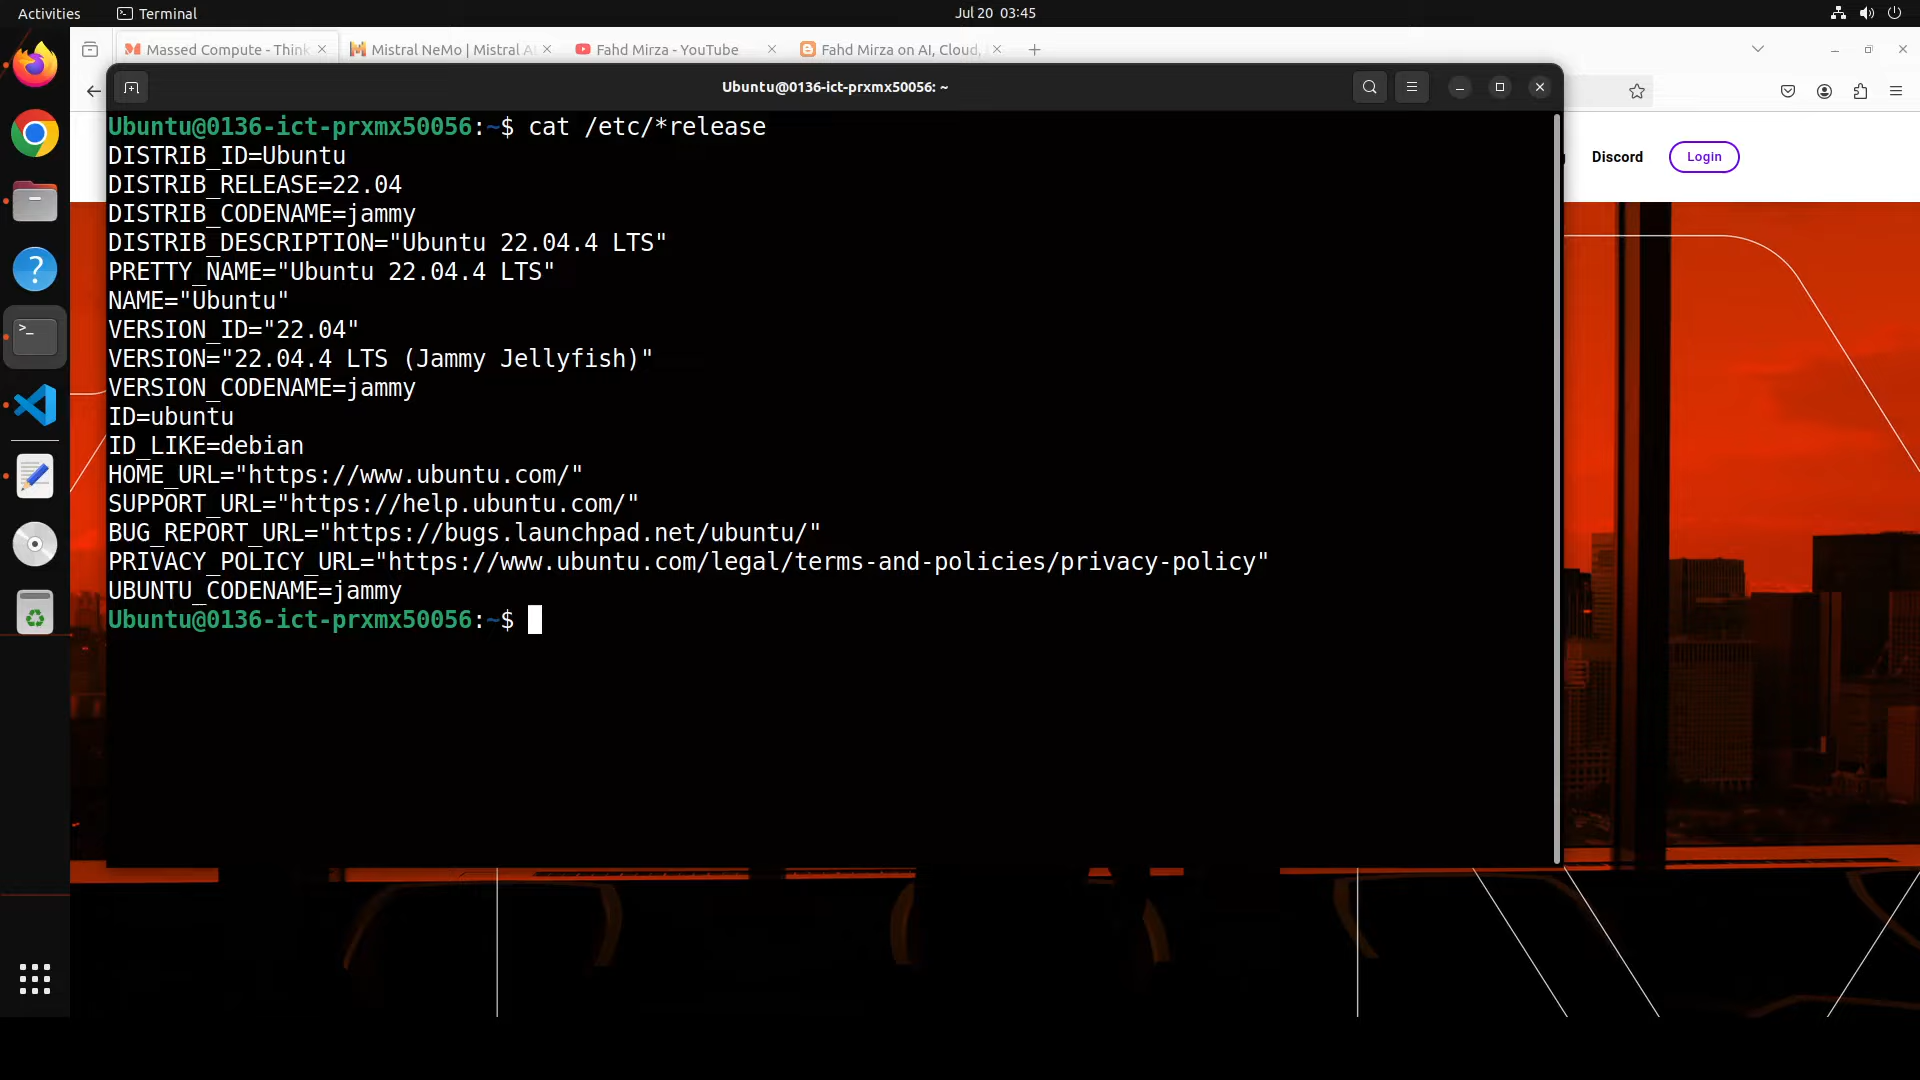 Activities
Terminal
Jul 20 03:45
Massed Compute - Think
Mistral NeMo | Mistral
Fahd Mirza - YouTube
Fahd Mirza on AI, Cloud,
Ubuntu@0136-ict-prxmx50056: ~
Ubuntu@0136-ict-prxmx50056:~$ cat /etc/*release
DISTRIB_ID=Ubuntu
DISTRIB_RELEASE=22.04
DISTRIB_CODENAME=jammy
DISTRIB_DESCRIPTION="Ubuntu 22.04.4 LTS"
PRETTY_NAME="Ubuntu 22.04.4 LTS"
NAME="Ubuntu"
VERSION_ID="22.04"
VERSION="22.04.4 LTS (Jammy Jellyfish)"
VERSION_CODENAME=jammy
ID=ubuntu
ID_LIKE=debian
HOME_URL="https://www.ubuntu.com/"
SUPPORT_URL="https://help.ubuntu.com/"
BUG_REPORT_URL="https://bugs.launchpad.net/ubuntu/"
PRIVACY_POLICY_URL="https://www.ubuntu.com/legal/terms-and-policies/privacy-policy"
UBUNTU_CODENAME=jammy
Ubuntu@0136-ict-prxmx50056:~$
Discord
Login